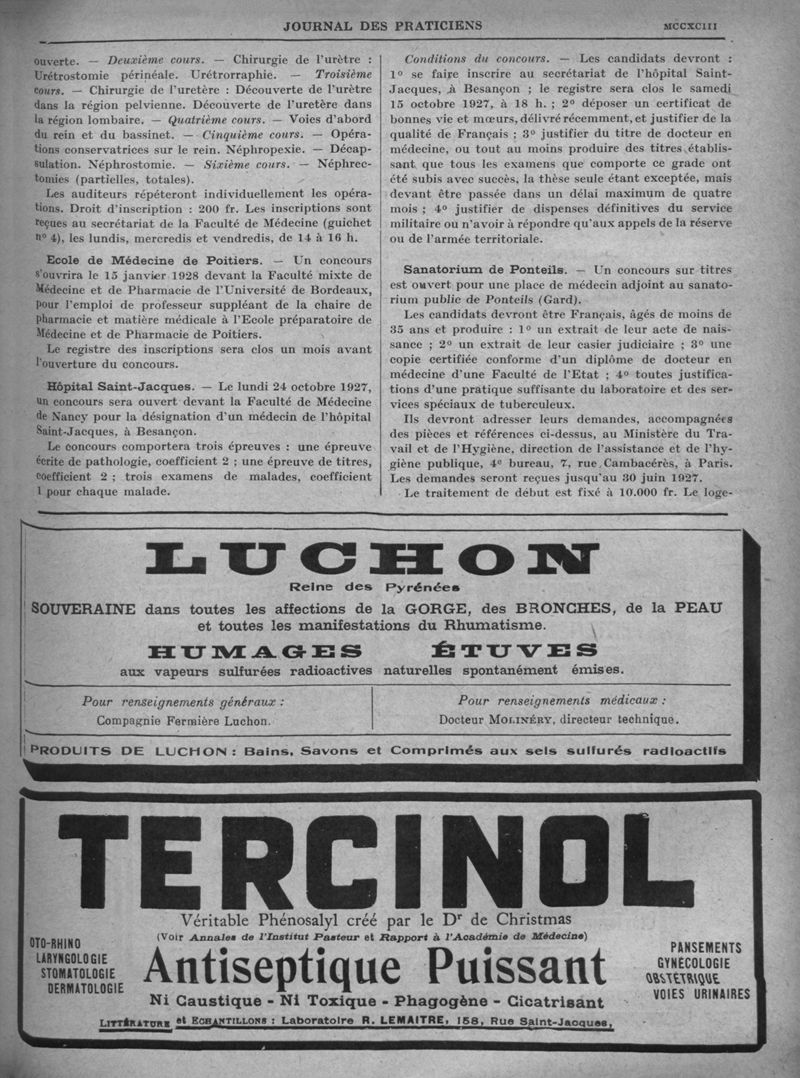 JOURNAL DES PRATICIENS
MCCXCIII
ouverte. — Deuxième cours. — Chirurgie de l'urètre :
Urétrostomie périnéale. Urétrorraphie. — Troisième
cours. — Chirurgie de l'uretère : Découverte de l'urètre
dans la région pelvienne. Découverte de l'uretère dans
la région lombaire. — Quatrième cours. — Voies d'abord
du rein et du bassinet. — Cinquième cours. — Opéra-
tions conservatrices sur le rein. Néphropexie. — Décap-
sulation. Néphrostomie. — Sixième cours. — Néphrec-
tomies (partielles, totales).
Les auditeurs répéteront individuellement les opéra-
tions. Droit d'inscription : 200 fr. Les inscriptions sont
reçues au secrétariat de la Faculté de Médecine (guichet
nº 4), les lundis, mercredis et vendredis, de 14 à 16 h.
Ecole de Médecine de Poitiers. — Un concours
s'ouvrira le 15 janvier 1928 devant la Faculté mixte de
Médecine et de Pharmacie de l'Université de Bordeaux,
pour l'emploi de professeur suppléant de la chaire de
pharmacie et matière médicale à l'Ecole préparatoire de
Médecine et de Pharmacie de Poitiers.
Le registre des inscriptions sera clos un mois avant
l'ouverture du concours.
Hôpital Saint-Jacques. — Le lundi 24 octobre 1927,
un concours sera ouvert devant la Faculté de Médecine
de Nancy pour la désignation d'un médecin de l'hôpital
Saint-Jacques, à Besançon.
Le concours comportera trois épreuves : une épreuve
écrite de pathologie, coefficient 2 ; une épreuve de titres,
coefficient 2 ; trois examens de malades, coefficient
1 pour chaque malade.
Conditions du concours. — Les candidats devront :
1º se faire inscrire au secrétariat de l'hôpital Saint-
Jacques, à Besançon ; le registre sera clos le samedi
15 octobre 1927, à 18 h. ; 2º déposer un certificat de
bonnes vie et mœurs, délivré récemment, et justifier de la
qualité de Français ; 3º justifier du titre de docteur en
médecine, ou tout au moins produire des titres établis-
sant que tous les examens que comporte ce grade ont
été subis avec succès, la thèse seule étant exceptée, mais
devant être passée dans un délai maximum de quatre
mois ; 4º justifier de dispenses définitives du service
militaire ou n'avoir à répondre qu'aux appels de la réserve
ou de l'armée territoriale.
Sanatorium de Ponteils. — Un concours sur titres
est ouvert pour une place de médecin adjoint au sanato-
rium public de Ponteils (Gard).
Les candidats devront être Français, âgés de moins de
35 ans et produire : 1º un extrait de leur acte de nais-
sance ; 2º un extrait de leur casier judiciaire ; 3º une
copie certifiée conforme d'un diplôme de docteur en
médecine d'une Faculté de l'Etat ; 4º toutes justifica-
tions d'une pratique suffisante du laboratoire et des ser-
vices spéciaux de tuberculeux.
Ils devront adresser leurs demandes, accompagnées
des pièces et références ci-dessus, au Ministère du Tra-
vail et de l'Hygiène, direction de l'assistance et de l'hy-
giène publique, 4e bureau, 7, rue Cambacérès, à Paris.
Les demandes seront reçues jusqu'au 30 juin 1927.
Le traitement de début est fixé à 10.000 fr. Le loge-
LUCHON
Reine des Pyrénées
SOUVERAINE dans toutes les affections de la GORGE, des BRONCHES, de la PEAU
et toutes les manifestations du Rhumatisme.
HUMAGES ÉTUVES
aux vapeurs sulfurées radioactives naturelles spontanément émises.
Pour renseignements généraux :
Compagnie Fermière Luchon.
Pour renseignements médicaux :
Docteur MOLINÉRY, directeur technique.
PRODUITS DE LUCHON : Bains, Savons et Comprimés aux sels sulfurés radioactifs
TERCINOL
Véritable Phénosalyl créé par le Dr de Christmas
(Voir Annales de l'Institut Pasteur et Rapport à l'Académie de Médecine)
OTO-RHINO
LARYNGOLOGIE
STOMATOLOGIE
DERMATOLOGIE
Antiseptique Puissant
PANSEMENTS
GYNÉCOLOGIE
OBSTÉTRIQUE
VOIES URINAIRES
Ni Caustique - Ni Toxique - Phagogène - Cicatrisant
LITTÉRATURE et ECHANTILLONS : Laboratoire R. LEMAITRE, 158, Rue Saint-Jacques,